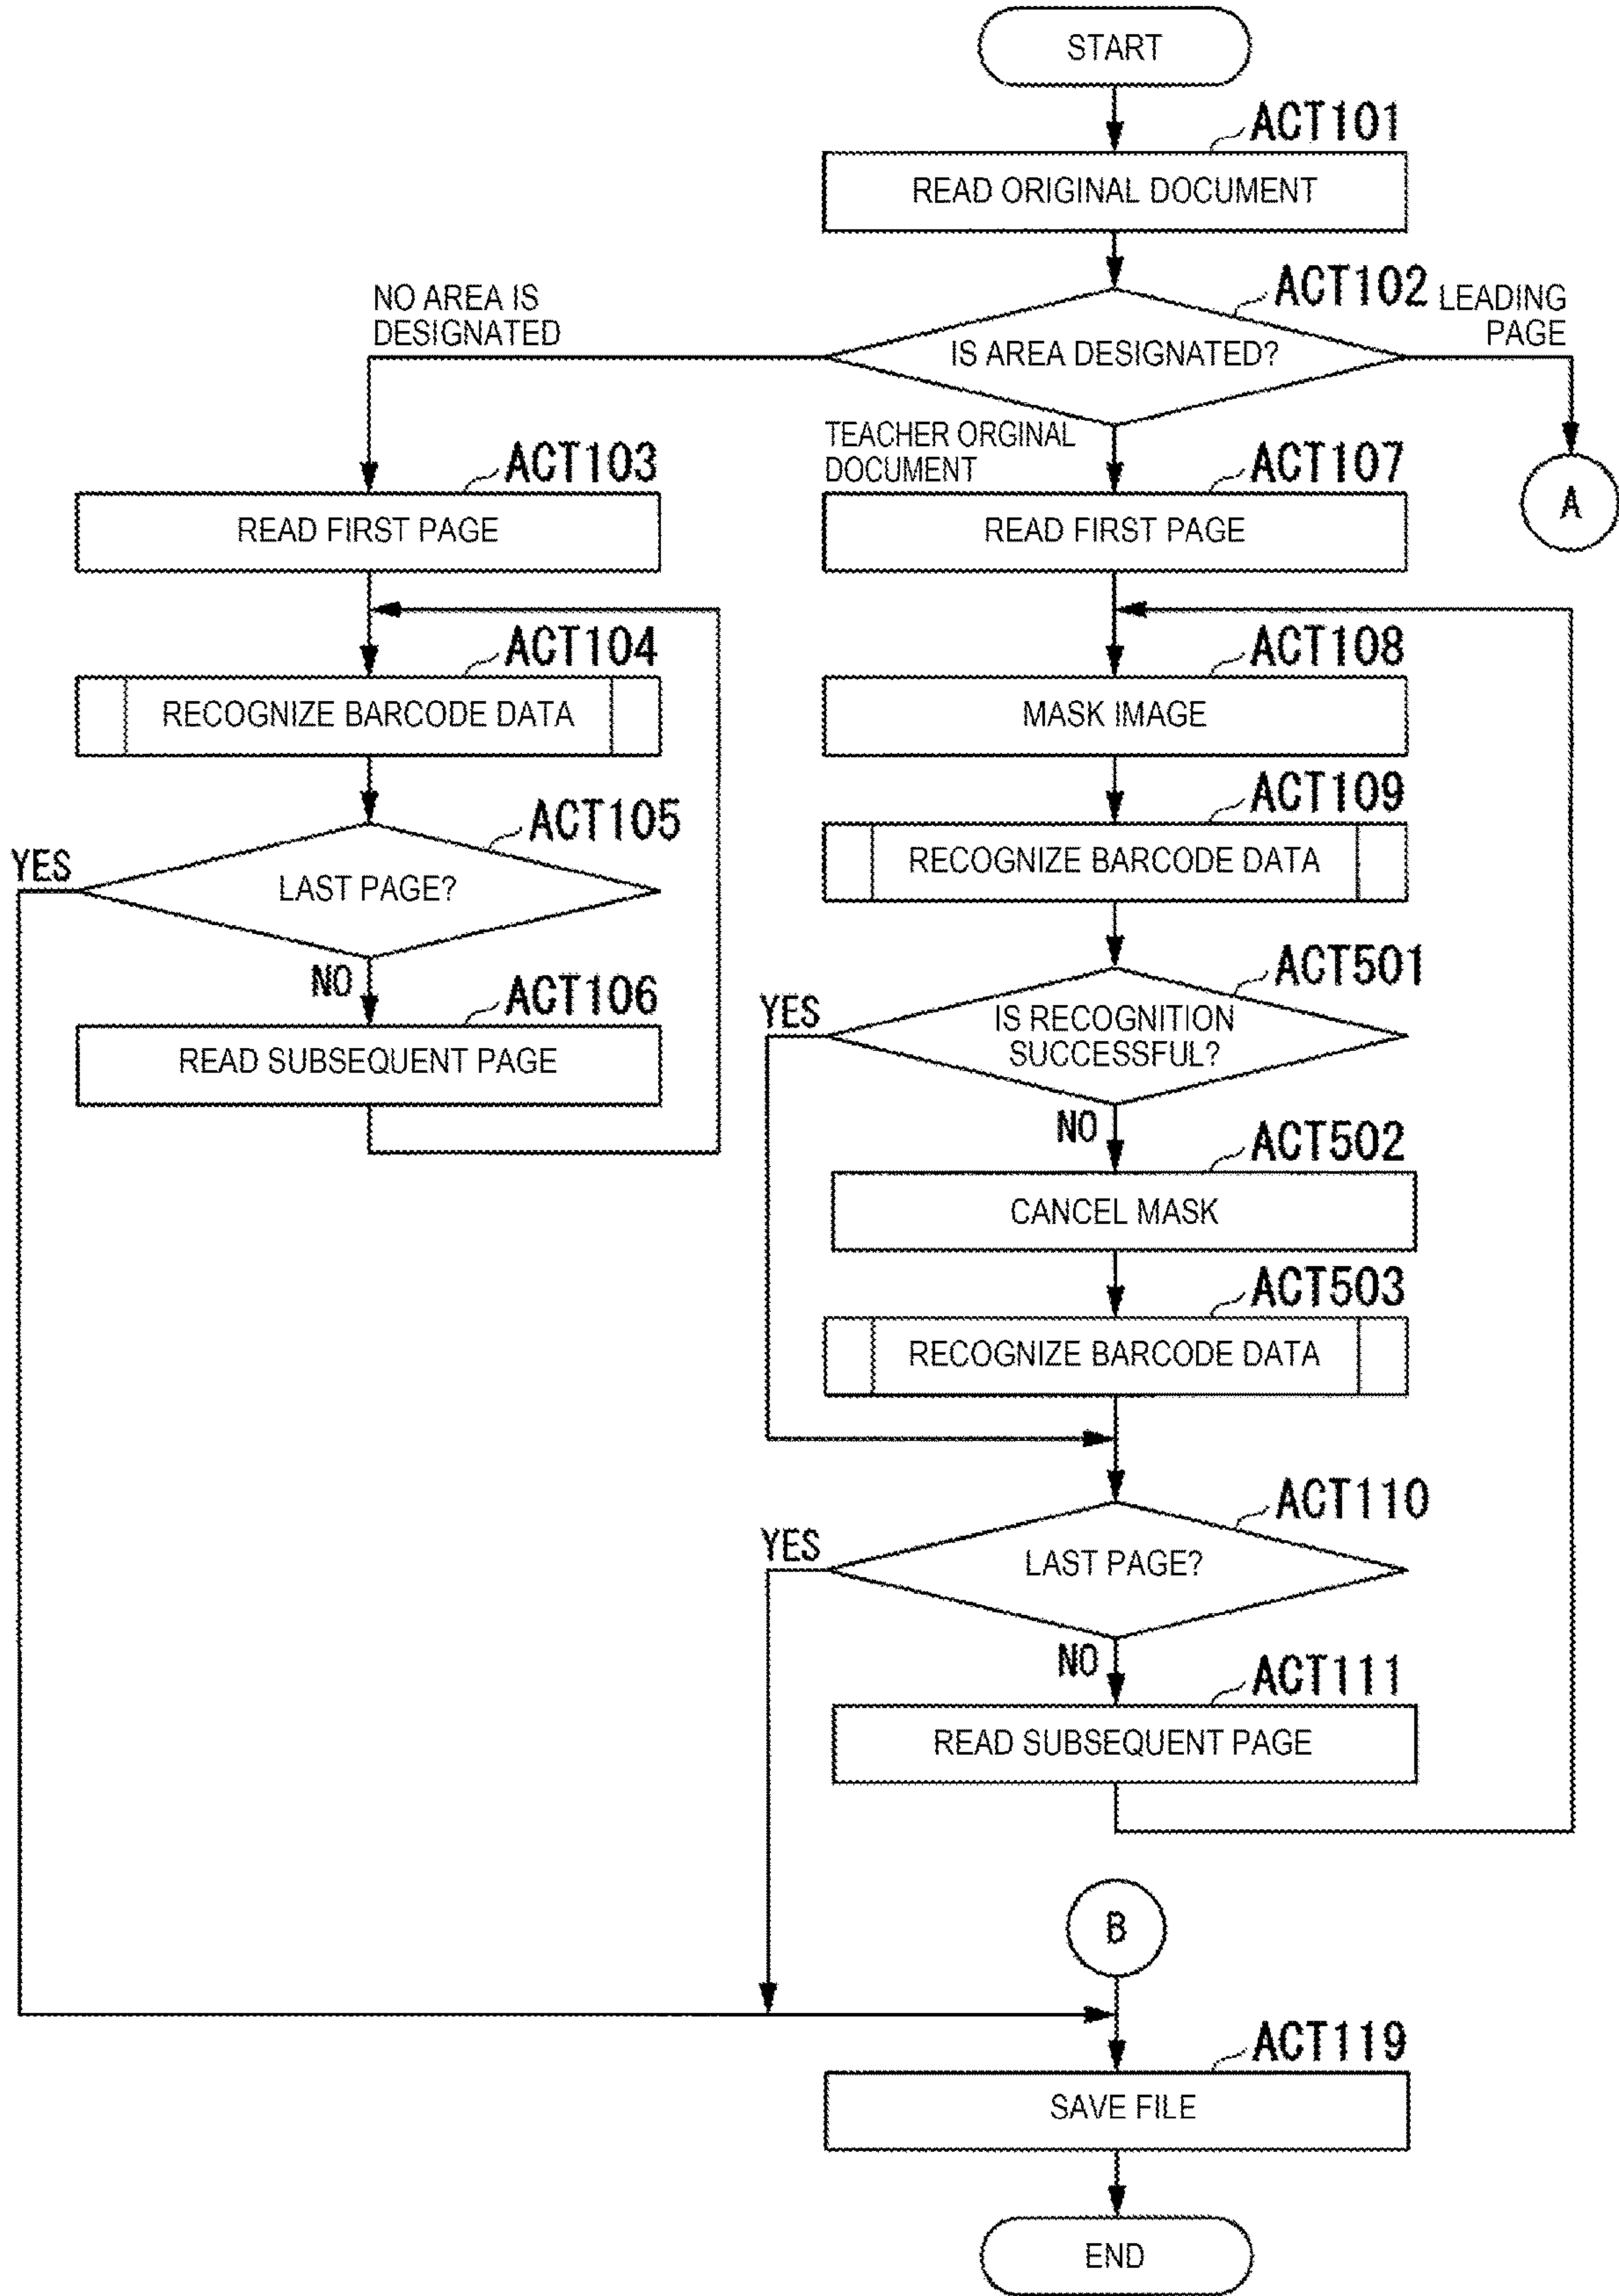 START
ACT101
READ ORIGINAL DOCUMENT
ACT102
IS AREA DESIGNATED?
NO AREA IS
DESIGNATED
LEADING
PAGE
A
TEACHER ORGINAL
DOCUMENT
ACT103
READ FIRST PAGE
ACT104
RECOGNIZE BARCODE DATA
ACT105
LAST PAGE?
YES
NO
ACT106
READ SUBSEQUENT PAGE
ACT107
READ FIRST PAGE
ACT108
MASK IMAGE
ACT109
RECOGNIZE BARCODE DATA
ACT501
IS RECOGNITION
SUCCESSFUL?
YES
NO
ACT502
CANCEL MASK
ACT503
RECOGNIZE BARCODE DATA
ACT110
LAST PAGE?
YES
NO
ACT111
READ SUBSEQUENT PAGE
B
ACT119
SAVE FILE
END